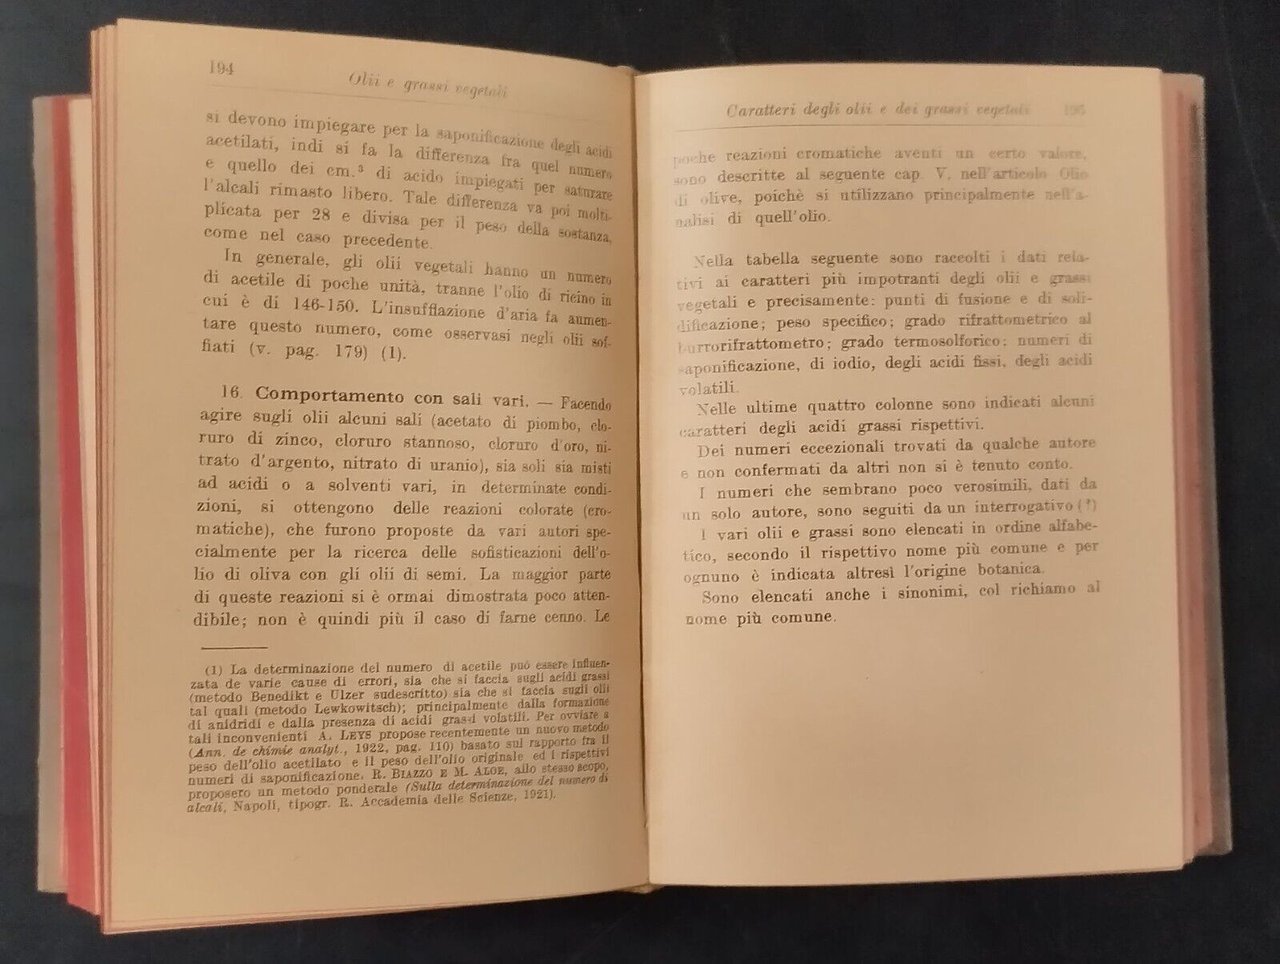 194
Olii e grassi vegetali
si devono impiegare per la saponificazione degli acidi
acetilati, indi si fa la differenza fra quel numero
e quello dei cm.³ di acido impiegati per saturare
l'alcali rimasto libero. Tale differenza va poi molti-
plicata per 28 e divisa per il peso della sostanza,
come nel caso precedente.
In generale, gli olii vegetali hanno un numero
di acetile di poche unità, tranne l'olio di ricino in
cui è di 146-150. L'insufflazione d'aria fa aumen-
tare questo numero, come osservasi negli olii sof-
fiati (v. pag. 179) (1).
16. Comportamento con sali vari. — Facendo
agire sugli olii alcuni sali (acetato di piombo, clo-
ruro di zinco, cloruro stannoso, cloruro d'oro, ni-
trato d'argento, nitrato di uranio), sia soli sia misti
ad acidi o a solventi vari, in determinate condi-
zioni, si ottengono delle reazioni colorate (cro-
matiche), che furono proposte da vari autori spe-
cialmente per la ricerca delle sofisticazioni dell'o-
lio di oliva con gli olii di semi. La maggior parte
di queste reazioni si è ormai dimostrata poco atten-
dibile; non è quindi più il caso di farne cenno. Le
(1) La determinazione del numero di acetile può essere influen-
zata de varie cause di errori, sia che si faccia sugli acidi grassi
(metodo Benedikt e Ulzer sudescritto) sia che si faccia sugli olii
tal quali (metodo Lewkowitsch); principalmente dalla formazione
di anidridi e dalla presenza di acidi grassi volatili. Per ovviare a
tali inconvenienti A. LEYS propose recentemente un nuovo metodo
(Ann. de chimie analyt., 1922, pag. 110) basato sul rapporto fra il
peso dell'olio acetilato e il peso dell'olio originale ed i rispettivi
numeri di saponificazione. R. BIAZZO E M. ALOE, allo stesso scopo,
proposero un metodo ponderale (Sulla determinazione del numero di
alcali, Napoli, tipogr. R. Accademia delle Scienze, 1921).
Caratteri degli olii e dei grassi vegetali 195
poche reazioni cromatiche aventi un certo valore,
sono descritte al seguente cap. V. nell'articolo Olio
di olive, poichè si utilizzano principalmente nell'a-
nalisi di quell'olio.
Nella tabella seguente sono raccolti i dati rela-
tivi ai caratteri più impotranti degli olii e grassi
vegetali e precisamente: punti di fusione e di soli-
dificazione; peso specifico; grado rifrattometrico al
burrorifrattometro; grado termosolforico; numeri di
saponificazione, di iodio, degli acidi fissi, degli acidi
volatili.
Nelle ultime quattro colonne sono indicati alcuni
caratteri degli acidi grassi rispettivi.
Dei numeri eccezionali trovati da qualche autore
e non confermati da altri non si è tenuto conto.
I numeri che sembrano poco verosimili, dati da
un solo autore, sono seguiti da un interrogativo (?)
I vari olii e grassi sono elencati in ordine alfabe-
tico, secondo il rispettivo nome più comune e per
ognuno è indicata altresì l'origine botanica.
Sono elencati anche i sinonimi, col richiamo al
nome più comune.